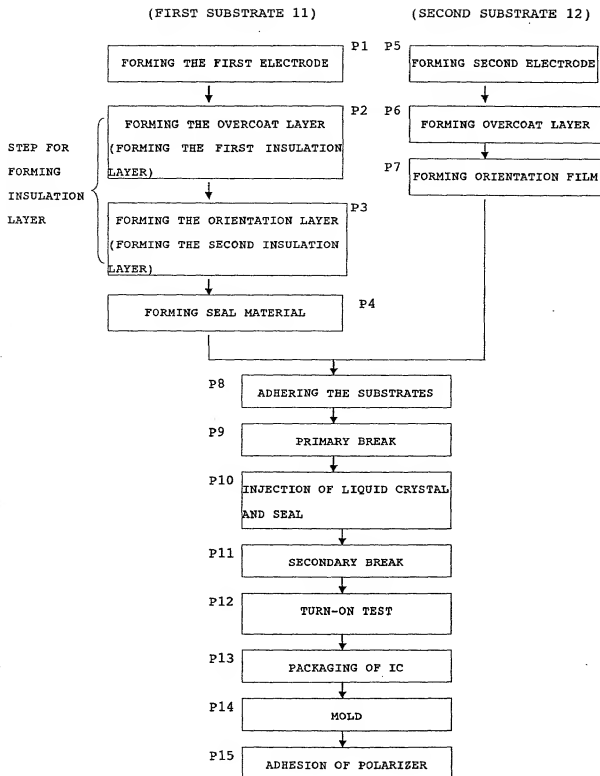 (FIRST SUBSTRATE 11)
(SECOND SUBSTRATE 12)
P1
FORMING THE FIRST ELECTRODE
P2
FORMING THE OVERCOAT LAYER
(FORMING THE FIRST INSULATION
LAYER)
STEP FOR
FORMING
INSULATION
LAYER
P3
FORMING THE ORIENTATION LAYER
(FORMING THE SECOND INSULATION
LAYER)
P4
FORMING SEAL MATERIAL
P5
FORMING SECOND ELECTRODE
P6
FORMING OVERCOAT LAYER
P7
FORMING ORIENTATION FILM
P8
ADHERING THE SUBSTRATES
P9
PRIMARY BREAK
P10
INJECTION OF LIQUID CRYSTAL
AND SEAL
P11
SECONDARY BREAK
P12
TURN-ON TEST
P13
PACKAGING OF IC
P14
MOLD
P15
ADHESION OF POLARIZER